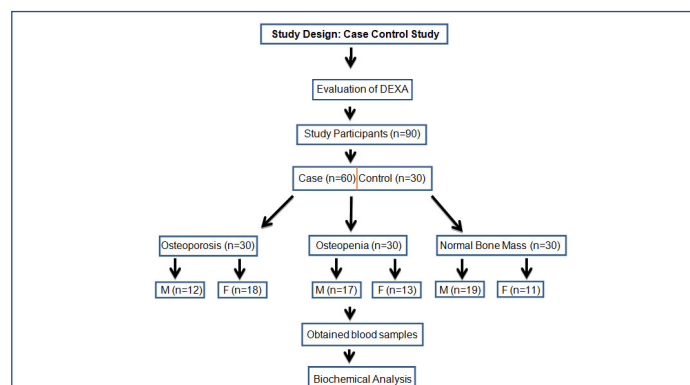 Study Design: Case Control Study
Evaluation of DEXA
Study Participants (n=90)
Case (n=60) Control (n=30)
Osteoporosis (n=30) Osteopenia (n=30) Normal Bone Mass (n=30)
M (n=12) F (n=18) M (n=17) F (n=13) M (n=19) F (n=11)
Obtained blood samples
Biochemical Analysis